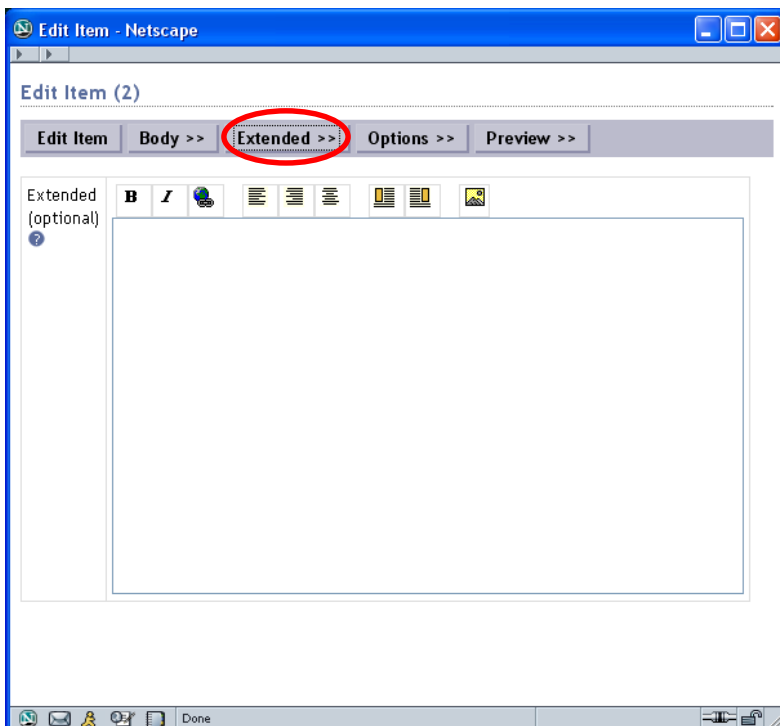 Edit Item - Netscape
Edit Item (2)
Edit Item Body >> Extended >> Options >> Preview >>
Extended
(optional)
?
B I
Done